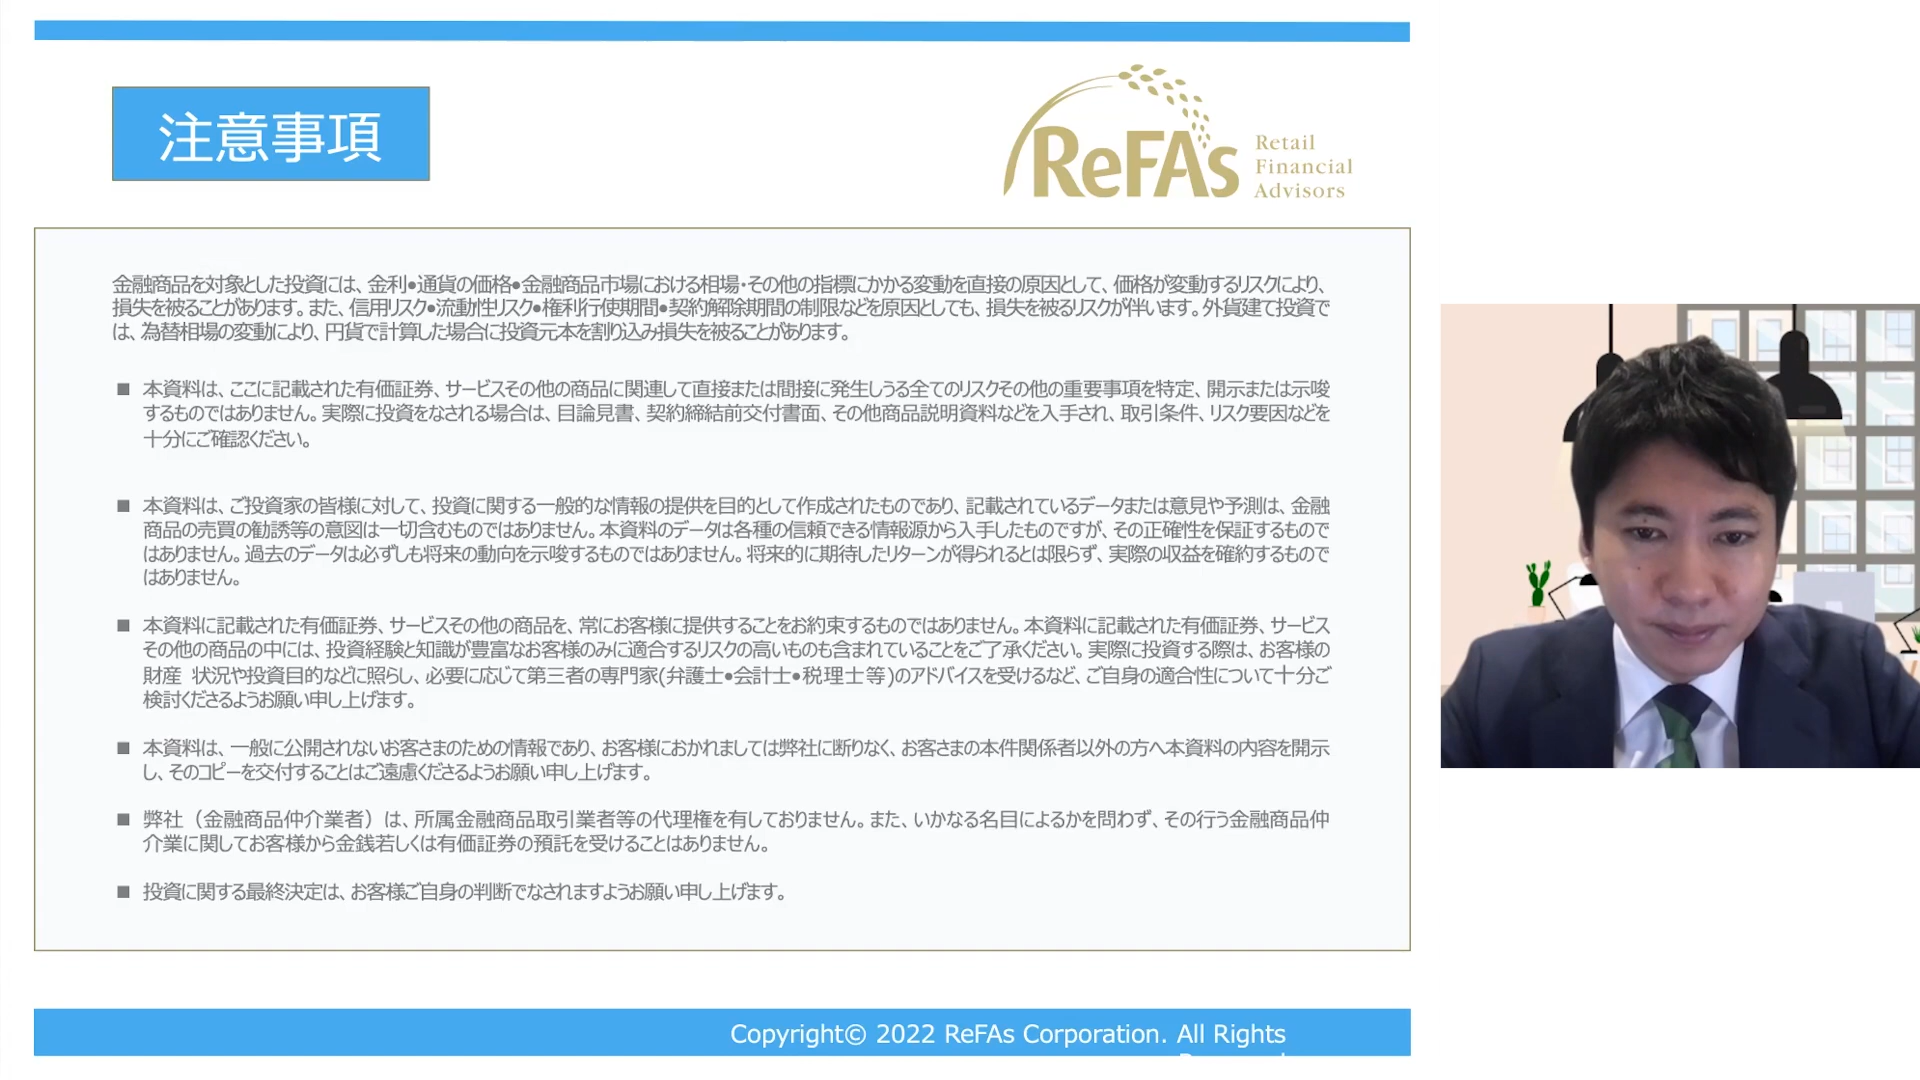 注意事項
ReFAs
Retail
Financial
Advisors
金融商品を対象とした投資には、金利●通貨の価格●金融商品市場における相場・その他の指標にかかる変動を直接の原因として、価格が変動するリスクにより、
損失を被ることがあります。また、信用リスク●流動性リスク●権利行使期間●契約解除期間の制限などを原因としても、損失を被るリスクが伴います。外貨建て投資で
は、為替相場の変動により、円貨で計算した場合に投資元本を割り込み損失を被ることがあります。
■ 本資料は、ここに記載された有価証券、サービスその他の商品に関連して直接または間接に発生しうる全てのリスクその他の重要事項を特定、開示または示唆
するものではありません。実際に投資をなされる場合は、目論見書、契約締結前交付書面、その他商品説明資料などを入手され、取引条件、リスク要因などを
十分にご確認ください。
■ 本資料は、ご投資家の皆様に対して、投資に関する一般的な情報の提供を目的として作成されたものであり、記載されているデータまたは意見や予測は、金融
商品の売買の勧誘等の意図は一切含むものではありません。本資料のデータは各種の信頼できる情報源から入手したものですが、その正確性を保証するもので
はありません。過去のデータは必ずしも将来の動向を示唆するものではありません。将来的に期待したリターンが得られるとは限らず、実際の収益を確約するもので
はありません。
■ 本資料に記載された有価証券、サービスその他の商品を、常にお客様に提供することをお約束するものではありません。本資料に記載された有価証券、サービス
その他の商品の中には、投資経験と知識が豊富なお客様のみに適合するリスクの高いものも含まれていることをご了承ください。実際に投資する際は、お客様の
財産 状況や投資目的などに照らし、必要に応じて第三者の専門家(弁護士●会計士●税理士等)のアドバイスを受けるなど、ご自身の適合性について十分ご
検討くださるようお願い申し上げます。
■ 本資料は、一般に公開されないお客さまのための情報であり、お客様におかれましては弊社に断りなく、お客さまの本件関係者以外の方へ本資料の内容を開示
し、そのコピーを交付することはご遠慮くださるようお願い申し上げます。
■ 弊社（金融商品仲介業者）は、所属金融商品取引業者等の代理権を有しておりません。また、いかなる名目によるかを問わず、その行う金融商品仲
介業に関してお客様から金銭若しくは有価証券の預託を受けることはありません。
■ 投資に関する最終決定は、お客様ご自身の判断でなされますようお願い申し上げます。
Copyright© 2022 ReFAs Corporation. All Rights